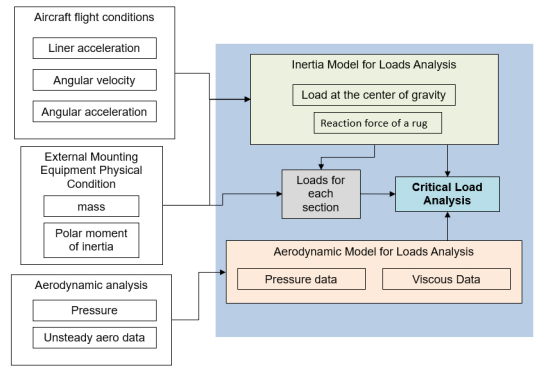 Aircraft flight conditions
Liner acceleration
Angular velocity
Angular acceleration
External Mounting
Equipment Physical
Condition
mass
Polar moment
of inertia
Aerodynamic analysis
Pressure
Unsteady aero data
Inertia Model for Loads Analysis
Load at the center of gravity
Reaction force of a rug
Loads for
each
section
Critical Load
Analysis
Aerodynamic Model for Loads Analysis
Pressure data
Viscous Data